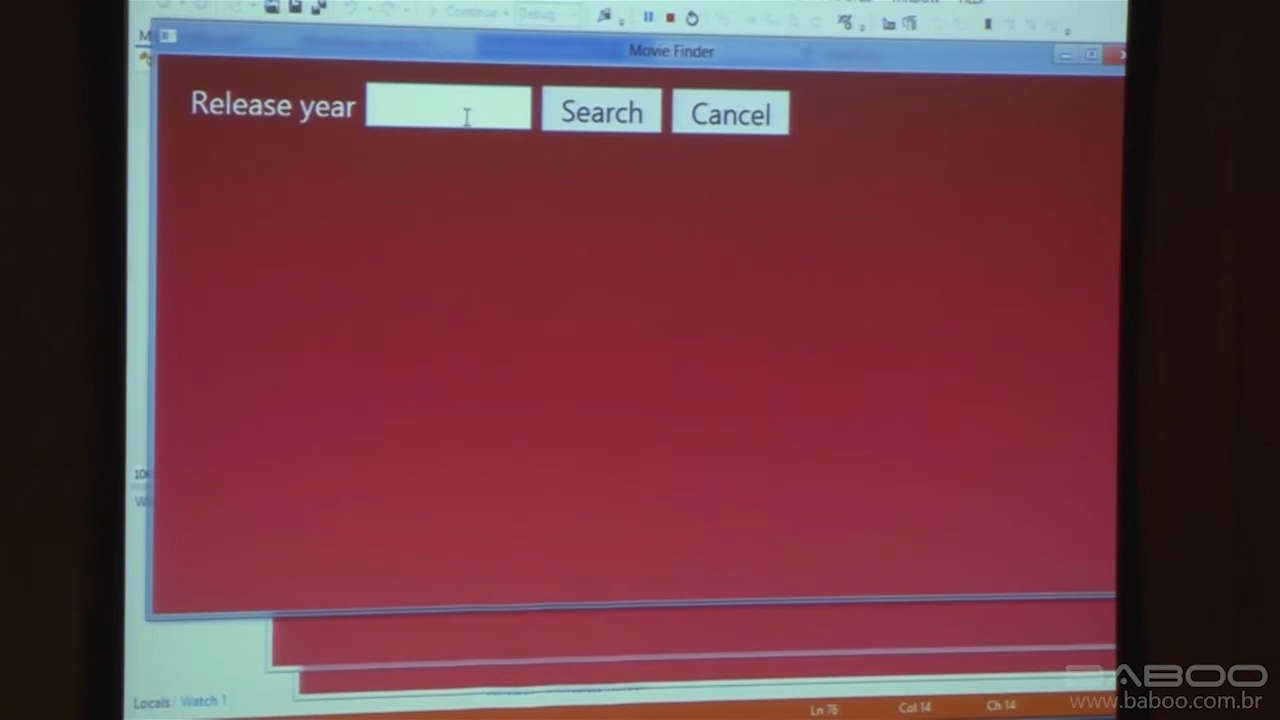 Continue Debug
Movie Finder
Release year Search Cancel
Locals Watch 1
Ln 76 Col 14 Ch 14
BABOO
www.baboo.com.br